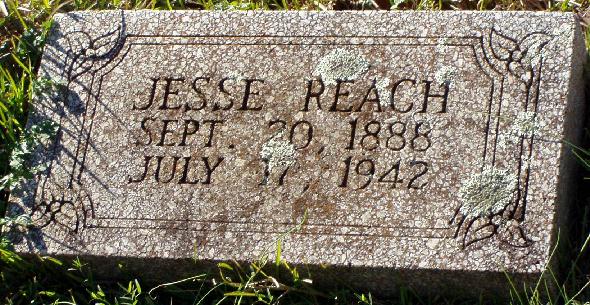 JESSE REACH
SEPT. 20, 1888
JULY 17, 1942